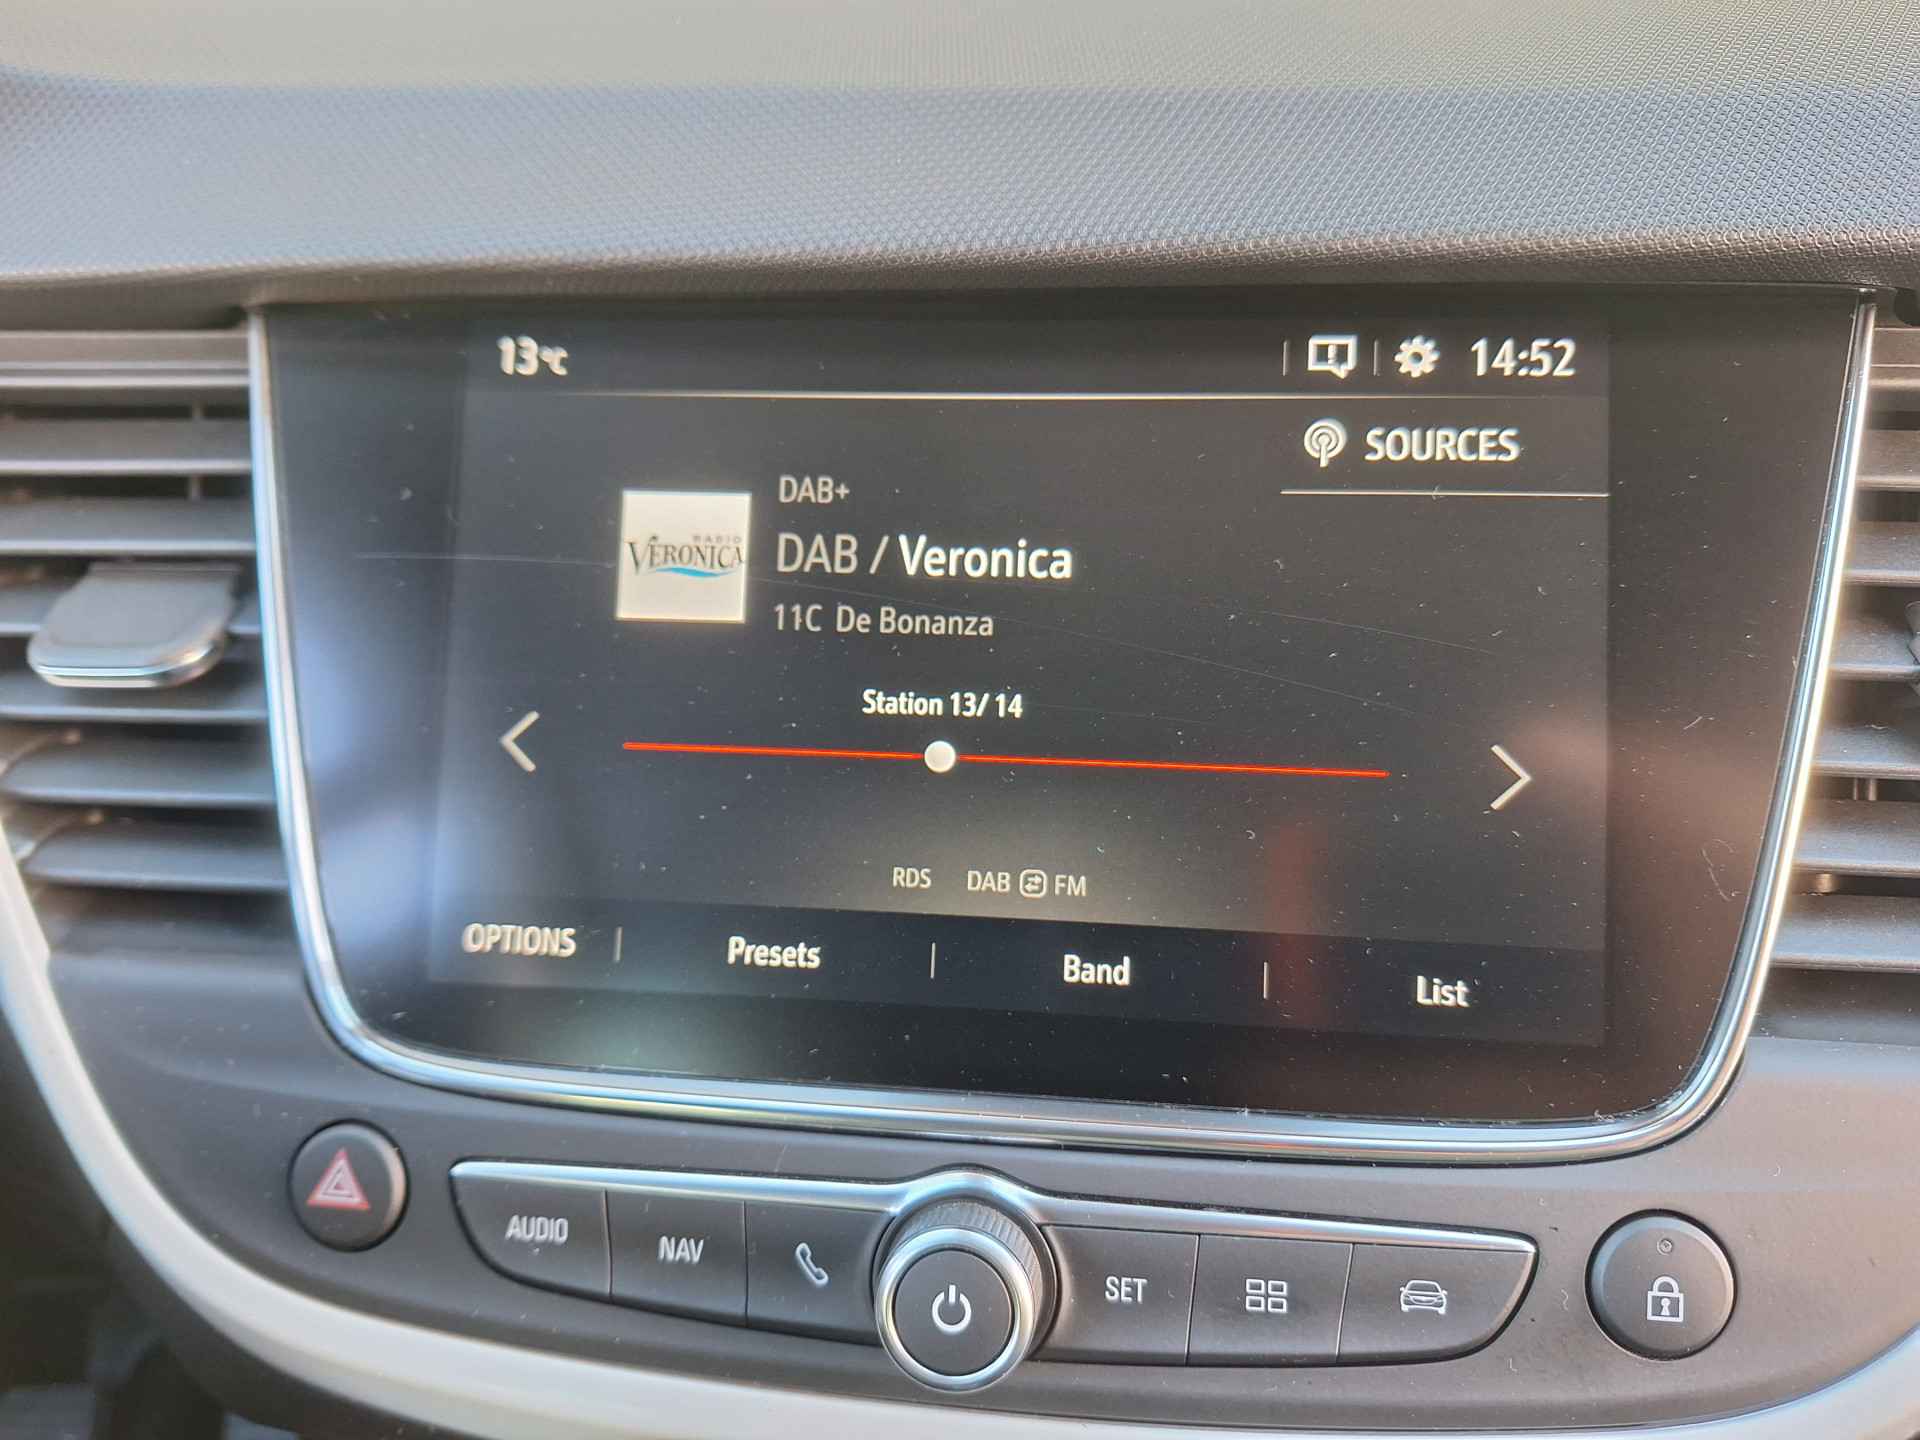 13°C
14:52
SOURCES
DAB+
RADIO
VERONICA
DAB / Veronica
11C De Bonanza
Station 13/ 14
RDS DAB FM
OPTIONS
Presets
Band
List
AUDIO
NAV
SET